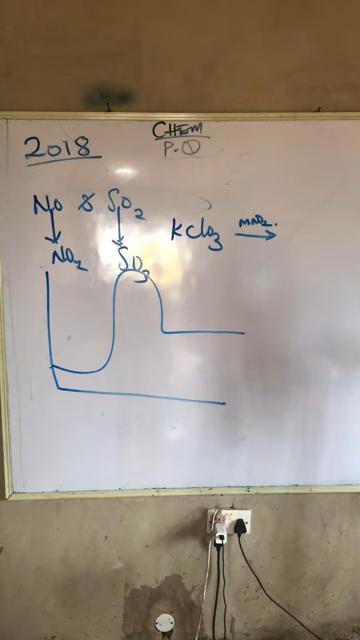 CHEM
P-①
2018
No & SO₂
KClO₃ MnO₂.
NO₂
SO₃